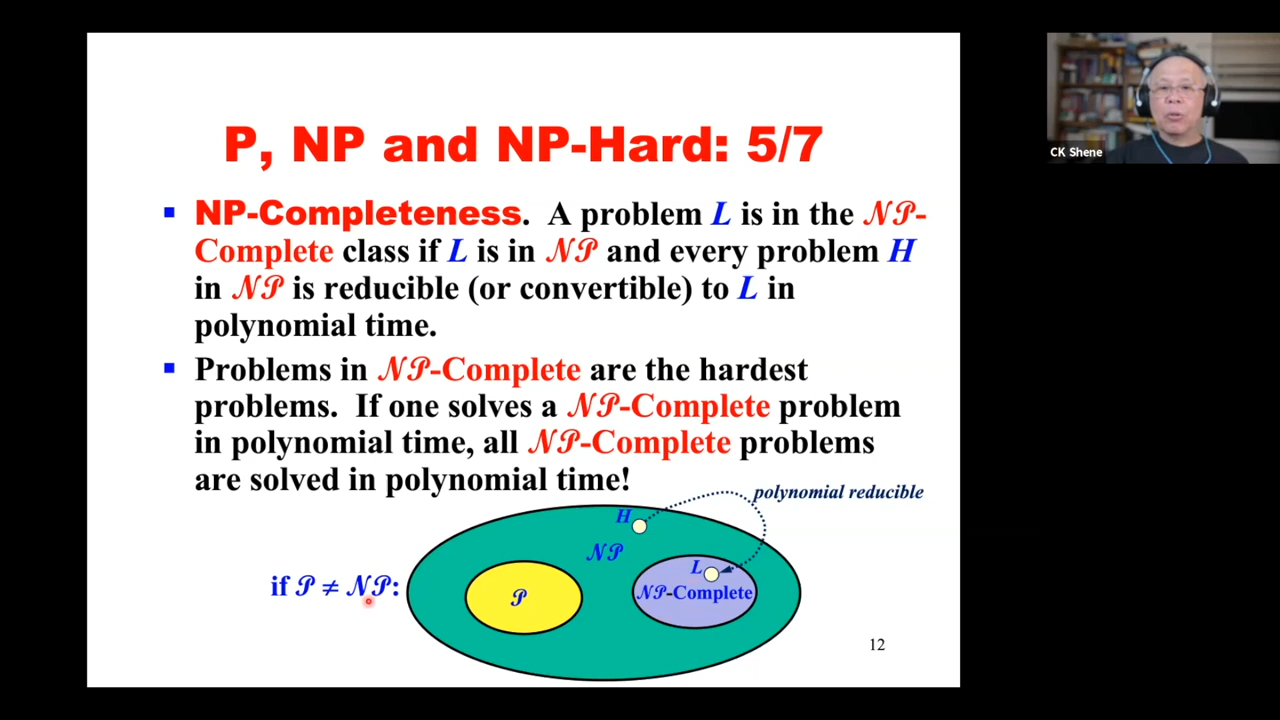 P, NP and NP-Hard: 5/7
CK Shene
▪ NP-Completeness. A problem L is in the 𝒩𝒫-
Complete class if L is in 𝒩𝒫 and every problem H
in 𝒩𝒫 is reducible (or convertible) to L in
polynomial time.
▪ Problems in 𝒩𝒫-Complete are the hardest
problems. If one solves a 𝒩𝒫-Complete problem
in polynomial time, all 𝒩𝒫-Complete problems
are solved in polynomial time!
polynomial reducible
H
𝒩𝒫
L
if 𝒫 ≠ 𝒩𝒫:
𝒫
𝒩𝒫-Complete
12